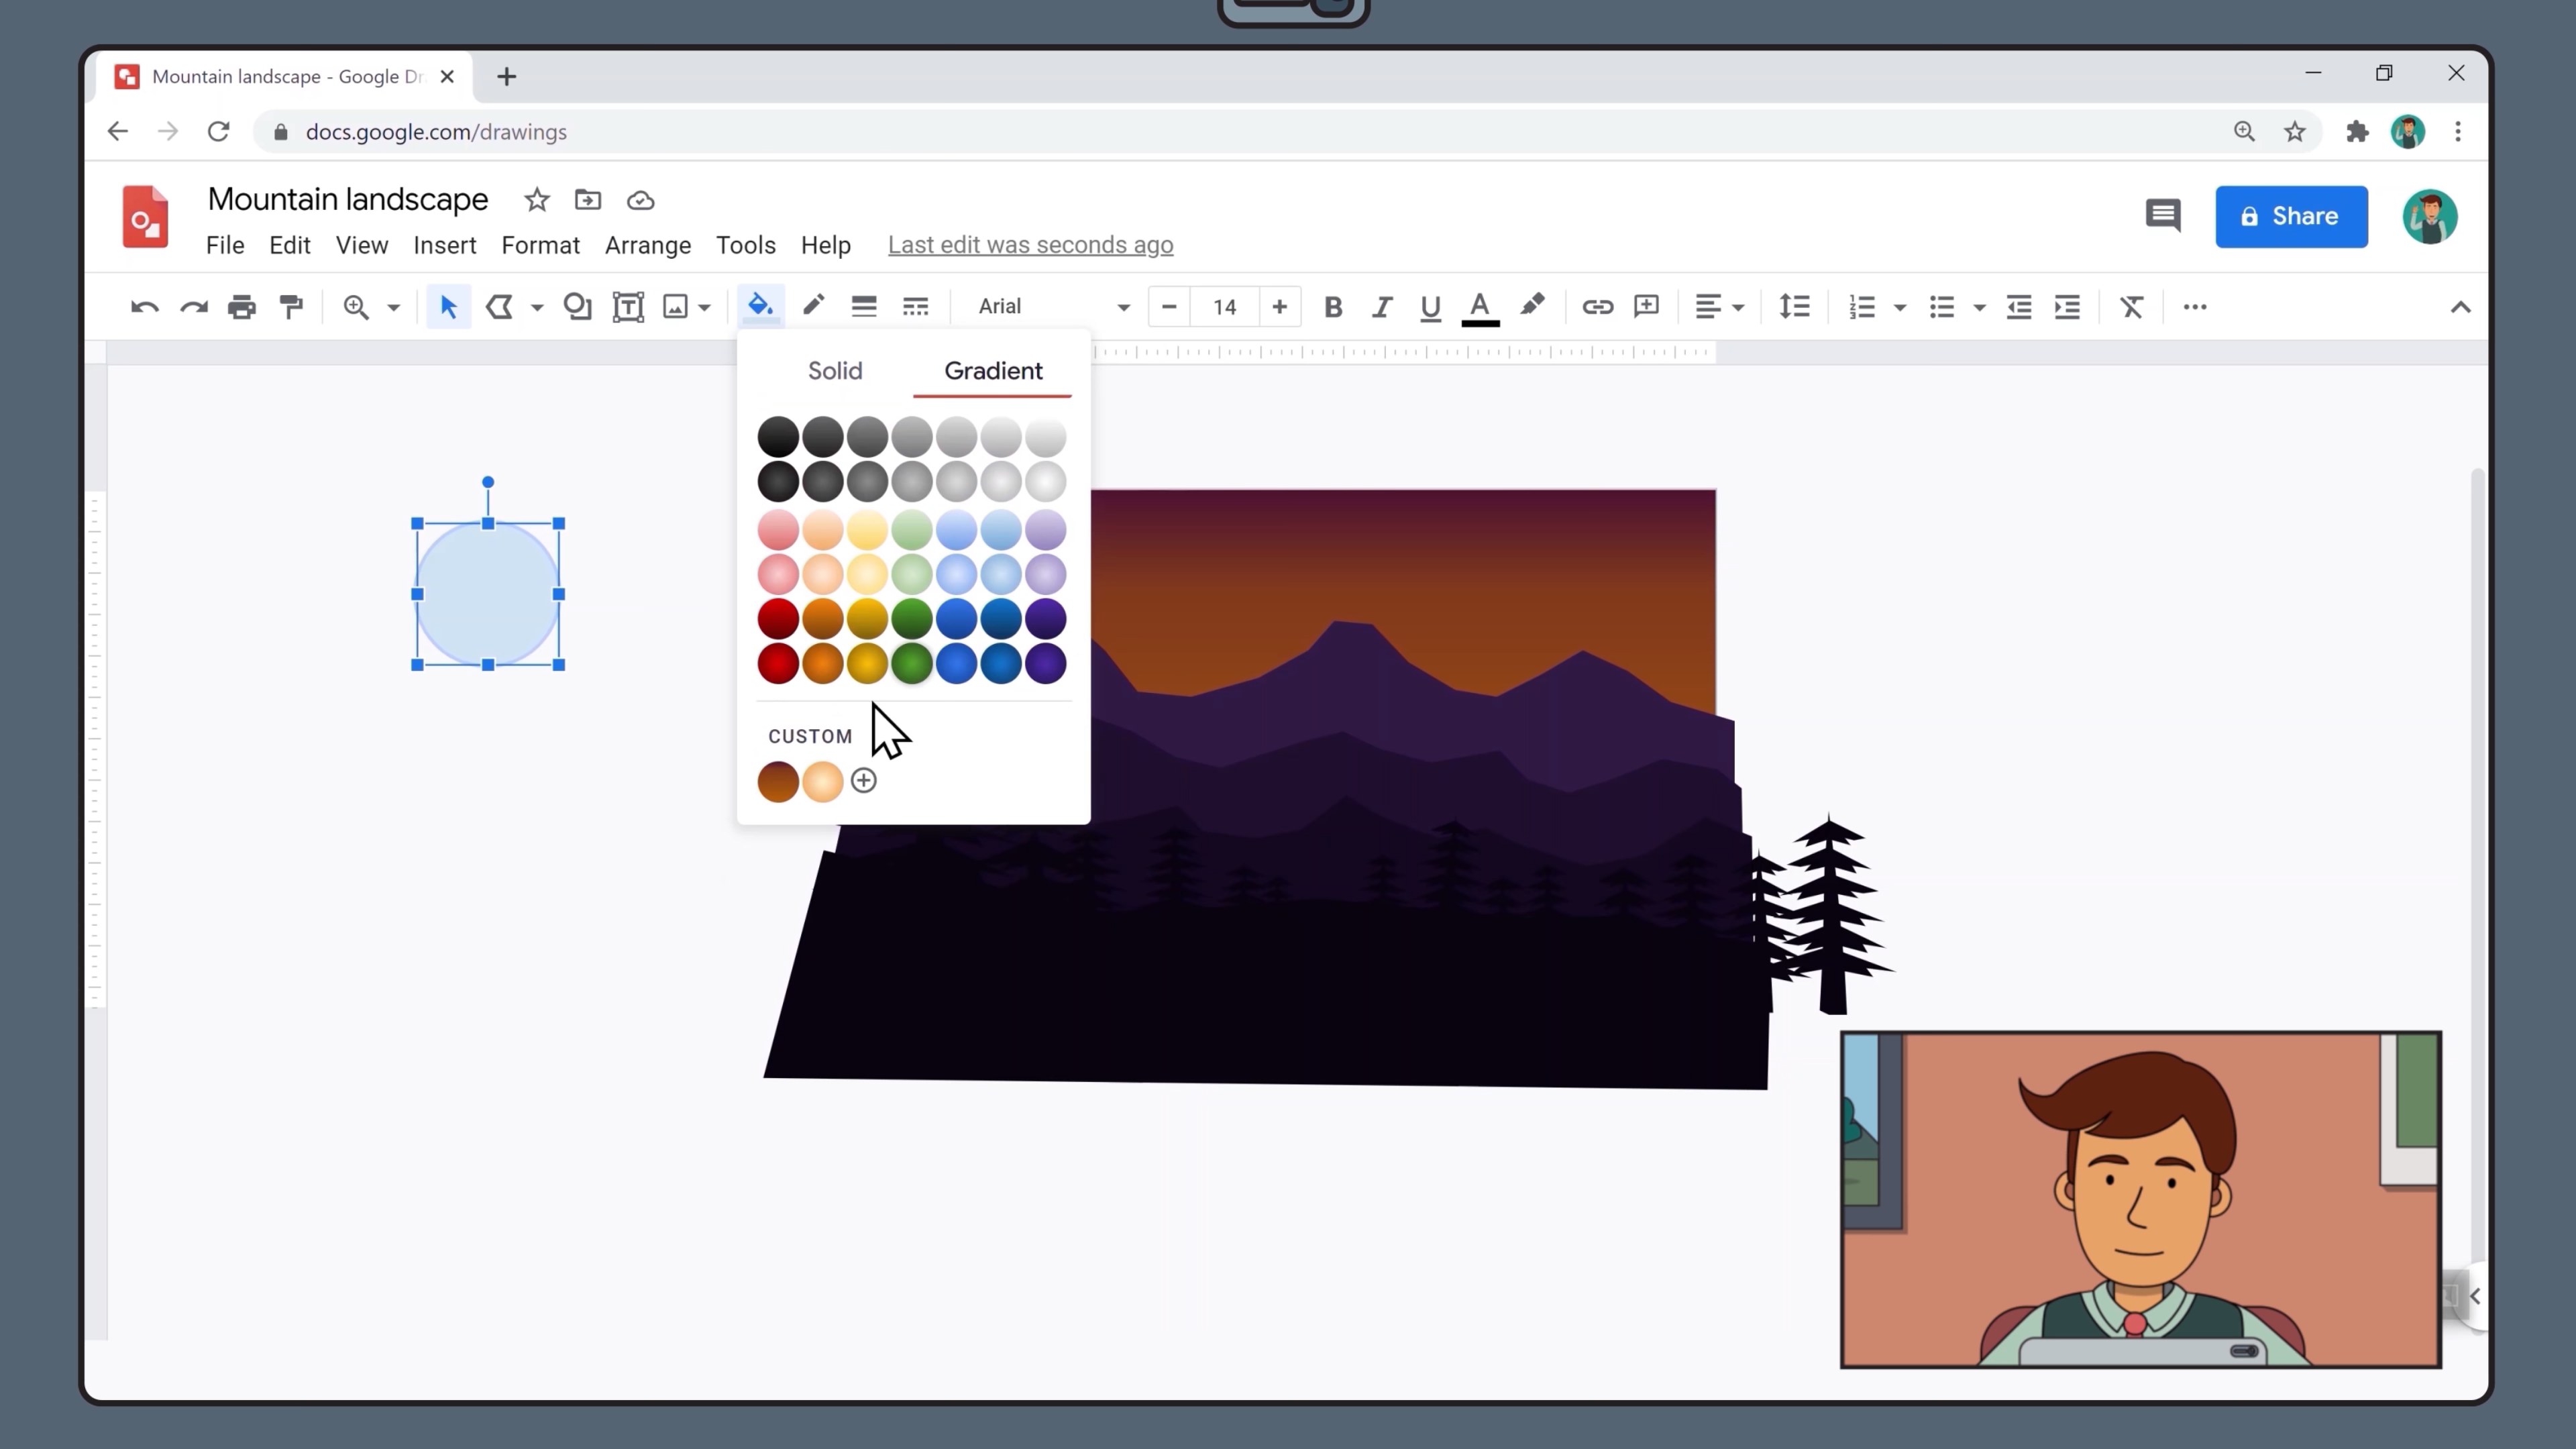 Mountain landscape - Google Dr
docs.google.com/drawings
Mountain landscape
File Edit View Insert Format Arrange Tools Help Last edit was seconds ago
Share
Arial 14 B I U A
Solid Gradient
CUSTOM